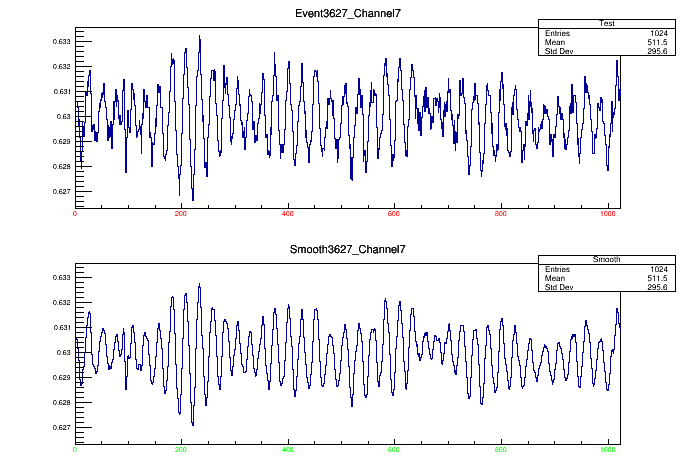 Event3627_Channel7
Test
Entries 1024
Mean 511.5
Std Dev 295.6
0.633
0.632
0.631
0.63
0.629
0.628
0.627
0 200 400 600 800 1000
Smooth3627_Channel7
Smooth
Entries 1024
Mean 511.5
Std Dev 295.6
0.633
0.632
0.631
0.63
0.629
0.628
0.627
0 200 400 600 800 1000